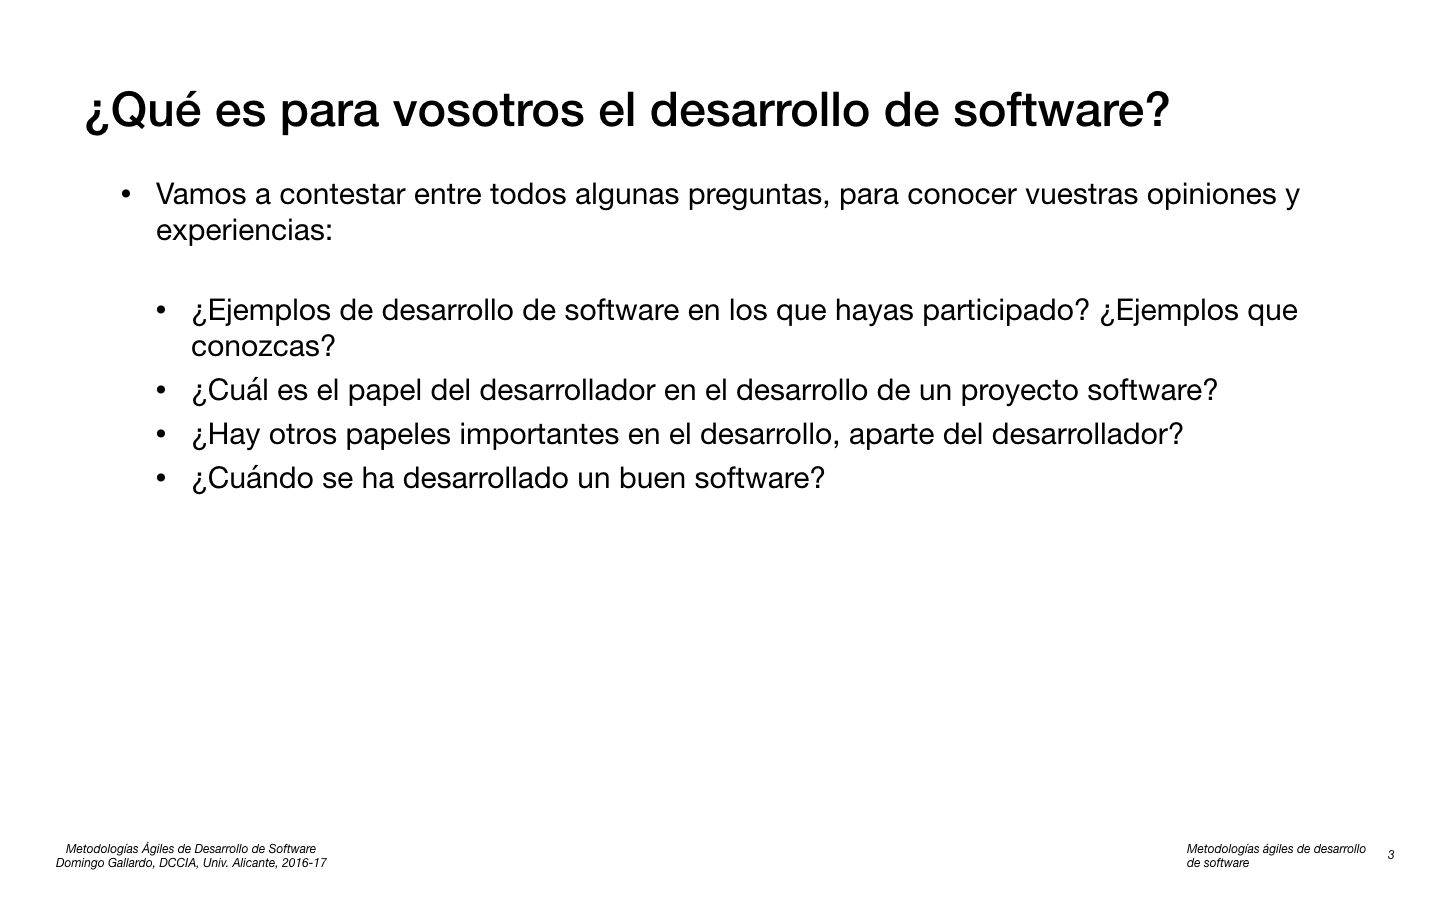 ¿Qué es para vosotros el desarrollo de software?
• Vamos a contestar entre todos algunas preguntas, para conocer vuestras opiniones y
experiencias:
• ¿Ejemplos de desarrollo de software en los que hayas participado? ¿Ejemplos que
conozcas?
• ¿Cuál es el papel del desarrollador en el desarrollo de un proyecto software?
• ¿Hay otros papeles importantes en el desarrollo, aparte del desarrollador?
• ¿Cuándo se ha desarrollado un buen software?
Metodologías Ágiles de Desarrollo de Software
Domingo Gallardo, DCCIA, Univ. Alicante, 2016-17
Metodologías ágiles de desarrollo
de software
3